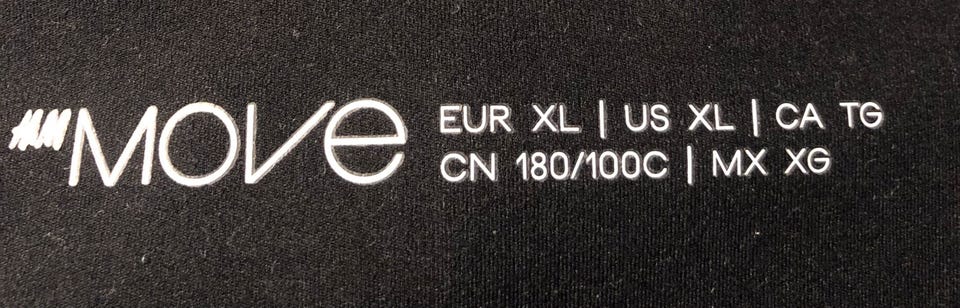 H&M MOVE EUR XL | US XL | CA TG
CN 180/100C | MX XG